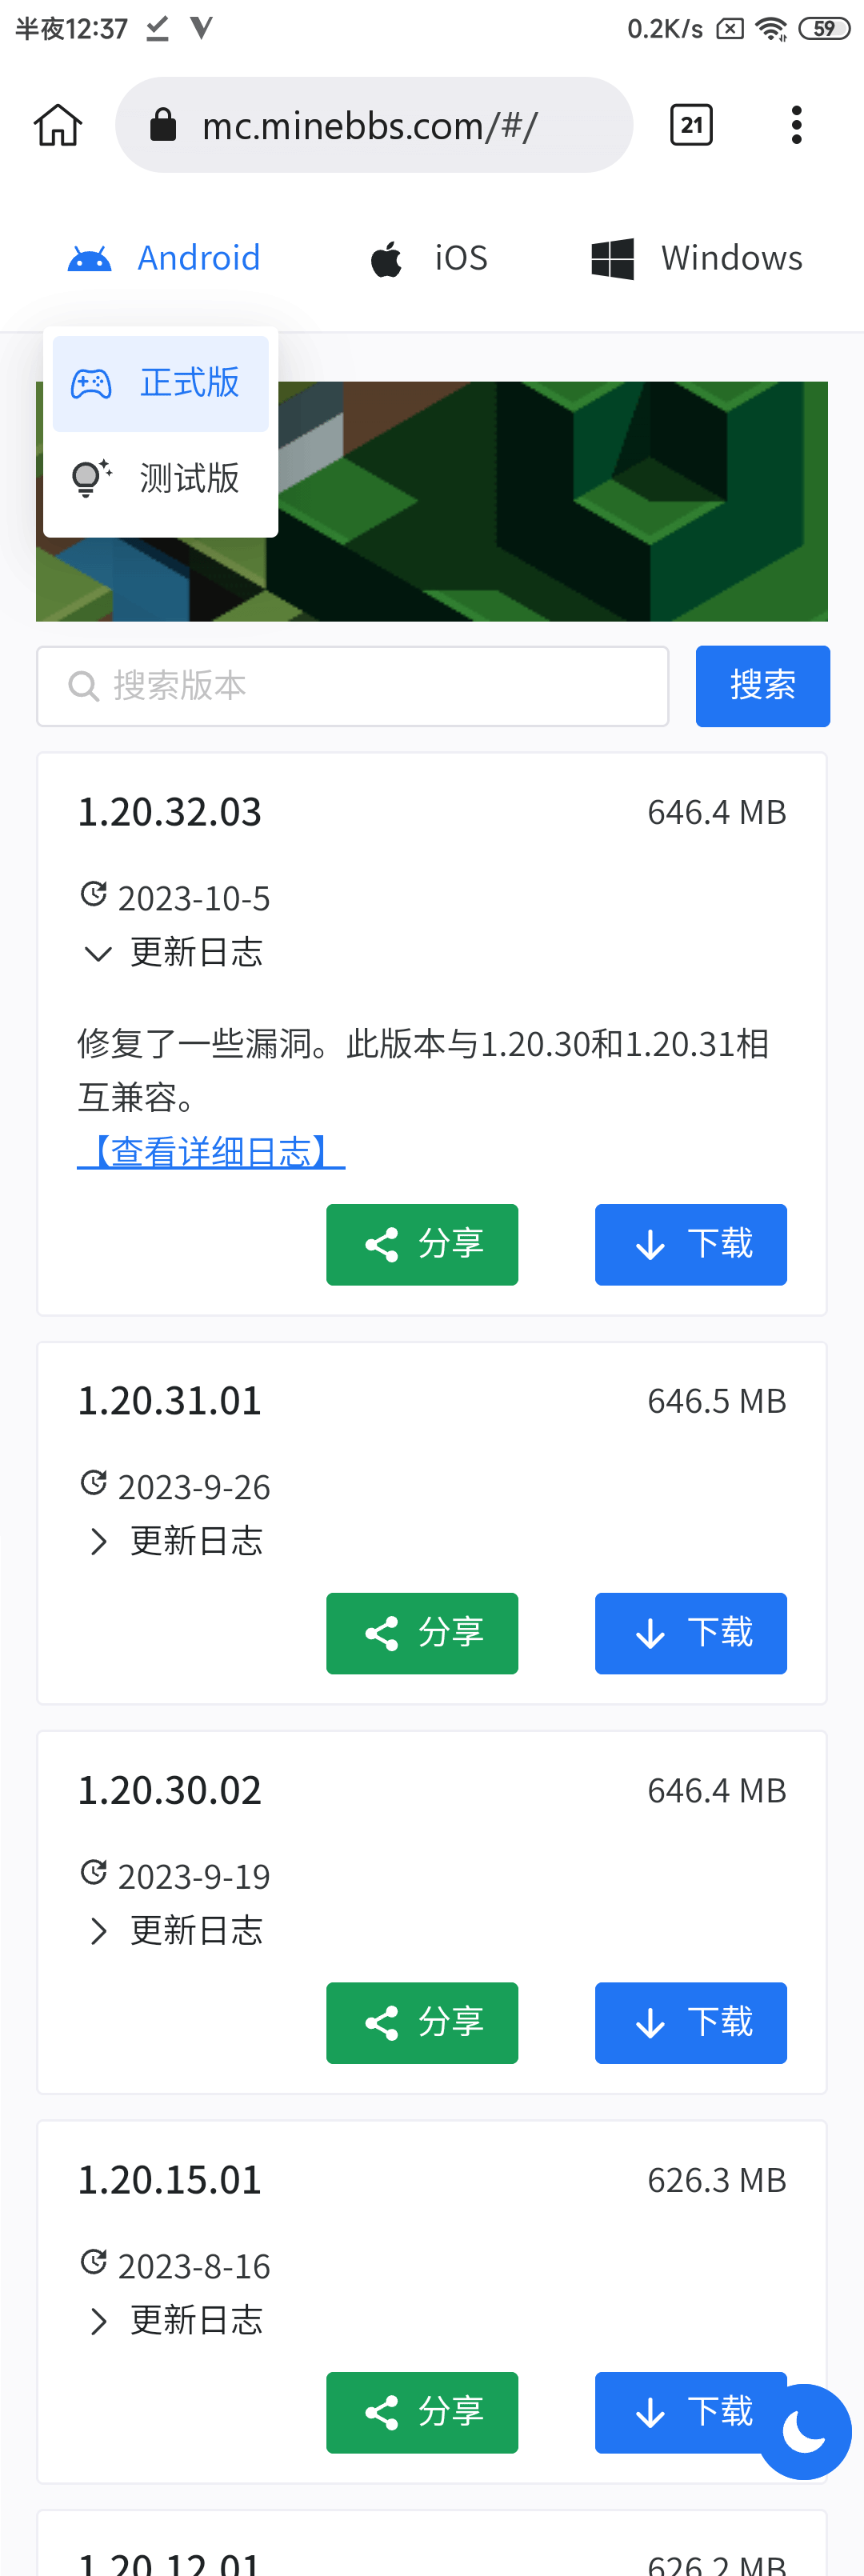 半夜12:37
0.2K/s
59
mc.minebbs.com/#/
21
Android
iOS
Windows
正式版
测试版
搜索版本
搜索
1.20.32.03
646.4 MB
2023-10-5
更新日志
修复了一些漏洞。此版本与1.20.30和1.20.31相
互兼容。
【查看详细日志】
分享
下载
1.20.31.01
646.5 MB
2023-9-26
更新日志
分享
下载
1.20.30.02
646.4 MB
2023-9-19
更新日志
分享
下载
1.20.15.01
626.3 MB
2023-8-16
更新日志
分享
下载
1.20.12.01
626.2 MB